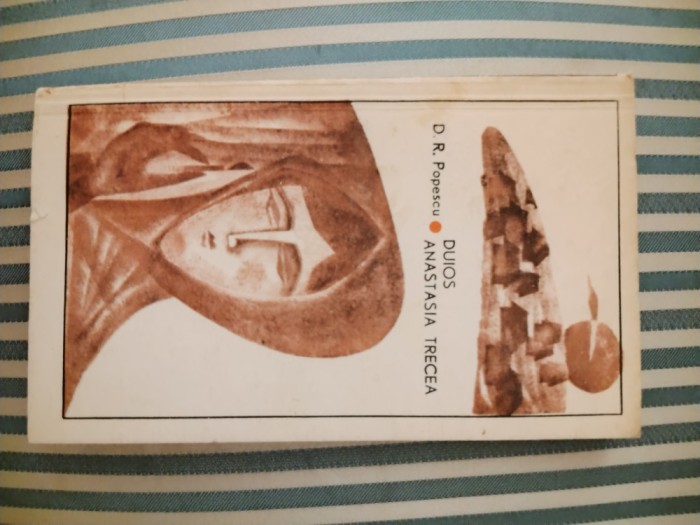 D. R. Popescu ● DUIOS
ANASTASIA TRECEA